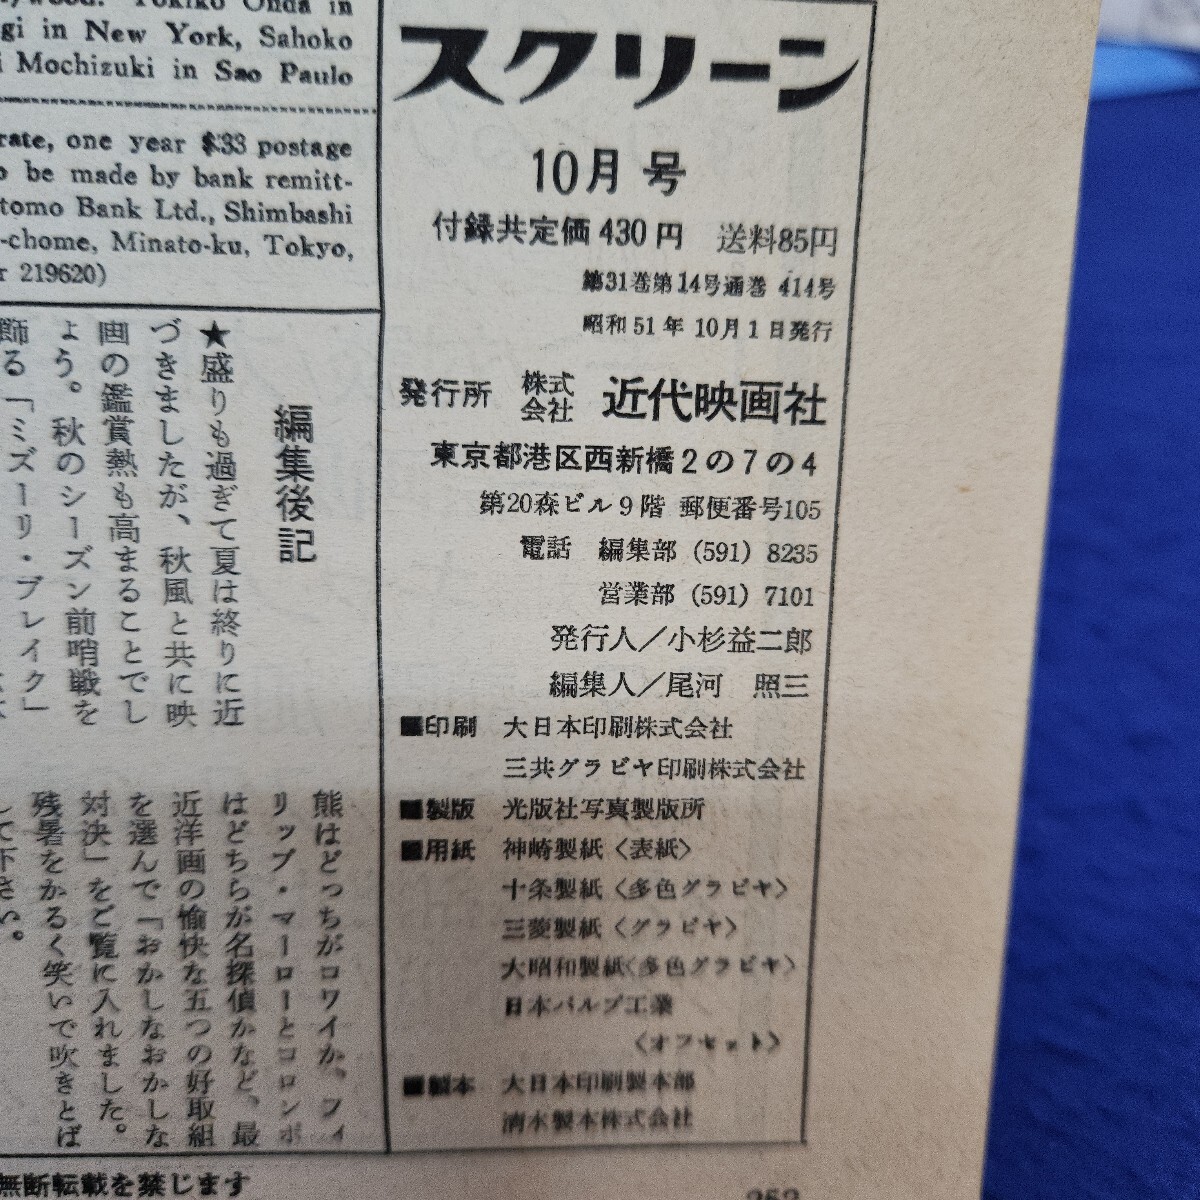 Onda in
gi in New York, Sahoko
i Mochizuki in Sao Paulo
rate, one year $33 postage
o be made by bank remitt-
tomo Bank Ltd., Shimbashi
-chome, Minato-ku, Tokyo,
r 219620)
スクリーン
10月号
付録共定価430円 送料85円
第31巻第14号通巻 414号
昭和51年10月1日発行
発行所 株式会社 近代映画社
東京都港区西新橋2の7の4
第20森ビル9階 郵便番号105
電話 編集部 (591) 8235
営業部 (591) 7101
発行人／小杉益二郎
編集人／尾河 照三
■印刷 大日本印刷株式会社
三共グラビヤ印刷株式会社
■製版 光版社写真製版所
■用紙 神崎製紙〈表紙〉
十条製紙〈多色グラビヤ〉
三菱製紙〈グラビヤ〉
大昭和製紙〈多色グラビヤ〉
日本パルプ工業
〈オフセット〉
■製本 大日本印刷製本部
清水製本株式会社
編集後記
★盛りも過ぎて夏は終りに近
づきましたが、秋風と共に映
画の鑑賞熱も高まることでし
ょう。秋のシーズン前哨戦を
飾る「ミズーリ・ブレイク」
熊はどっちがコワイか、フィ
リップ・マーローとコロンボ
はどちらが名探偵かなど、最
近洋画の愉快な五つの好取組
を選んで「おかしなおかしな
対決」をご覧に入れました。
残暑をかるく笑いで吹きとば
して下さい。
無断転載を禁じます